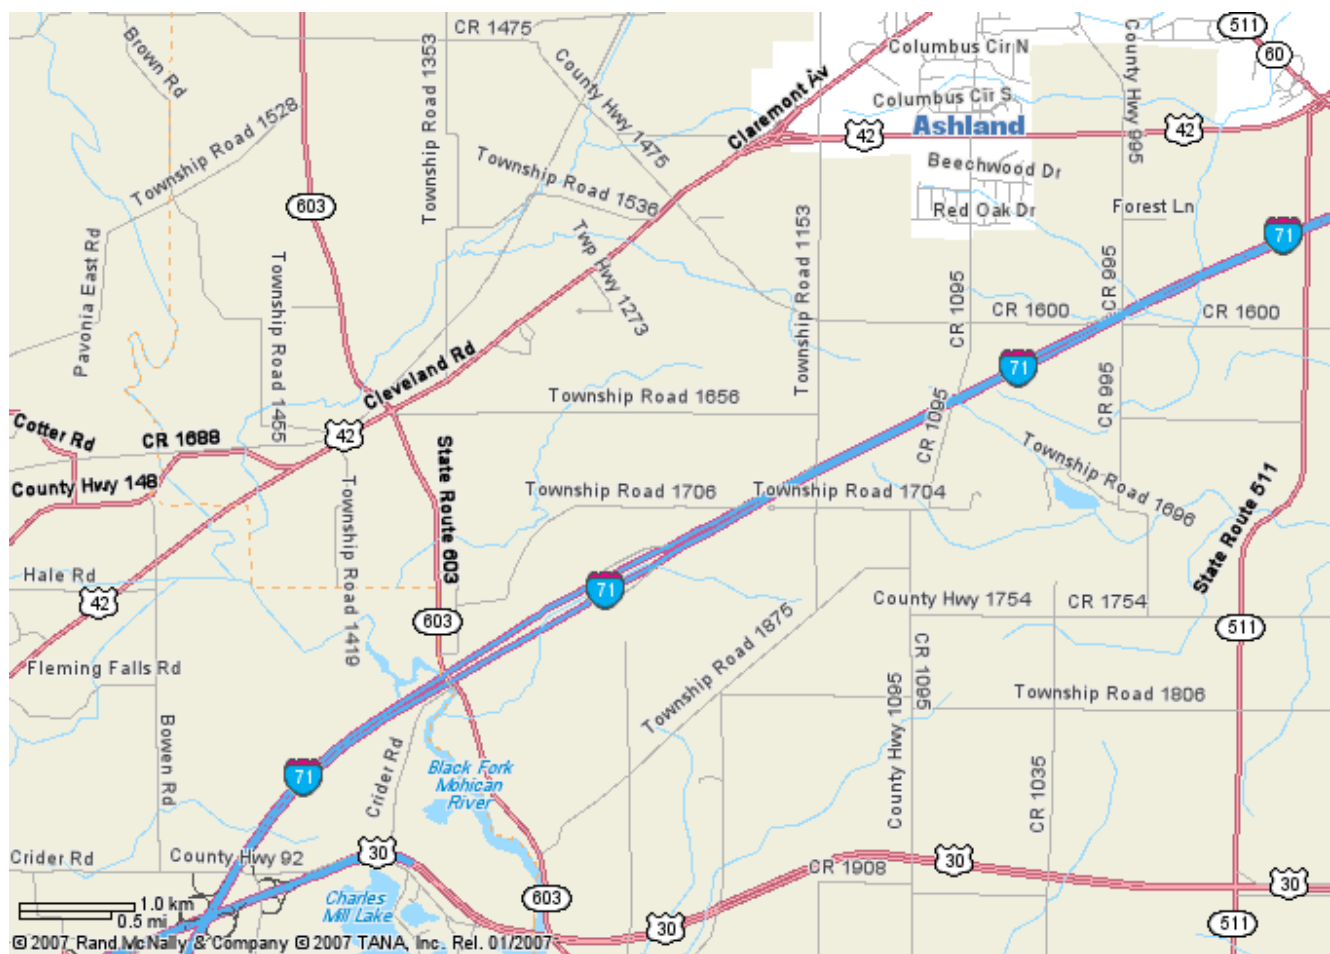 CR 1475
Brown Rd
Township Road 1353
County Hwy 1475
Claremont Av
Columbus Cir N
Columbus Cir S
County Hwy 995
511
60
42
Ashland
42
Township Road 1528
Township Road 1536
Beechwood Dr
Red Oak Dr
Forest Ln
603
Twp Hwy 1273
Township Road 1153
71
Pavonia East Rd
Township Road 1455
CR 1095
CR 1600
CR 995
CR 1600
Cleveland Rd
71
Township Road 1656
CR 995
Cotter Rd
CR 1688
42
State Route 603
CR 1095
Township Road 1696
County Hwy 148
Township Road 1419
Township Road 1706
Township Road 1704
State Route 511
Hale Rd
42
71
603
County Hwy 1754
CR 1754
511
Fleming Falls Rd
Township Road 1875
CR 1095
County Hwy 1095
Township Road 1806
Bowen Rd
71
Crider Rd
Black Fork
Mohican
River
CR 1035
Crider Rd
County Hwy 92
30
CR 1908
30
30
Charles
Mill Lake
603
30
511
1.0 km
0.5 mi
© 2007 Rand McNally & Company © 2007 TANA, Inc. Rel. 01/2007